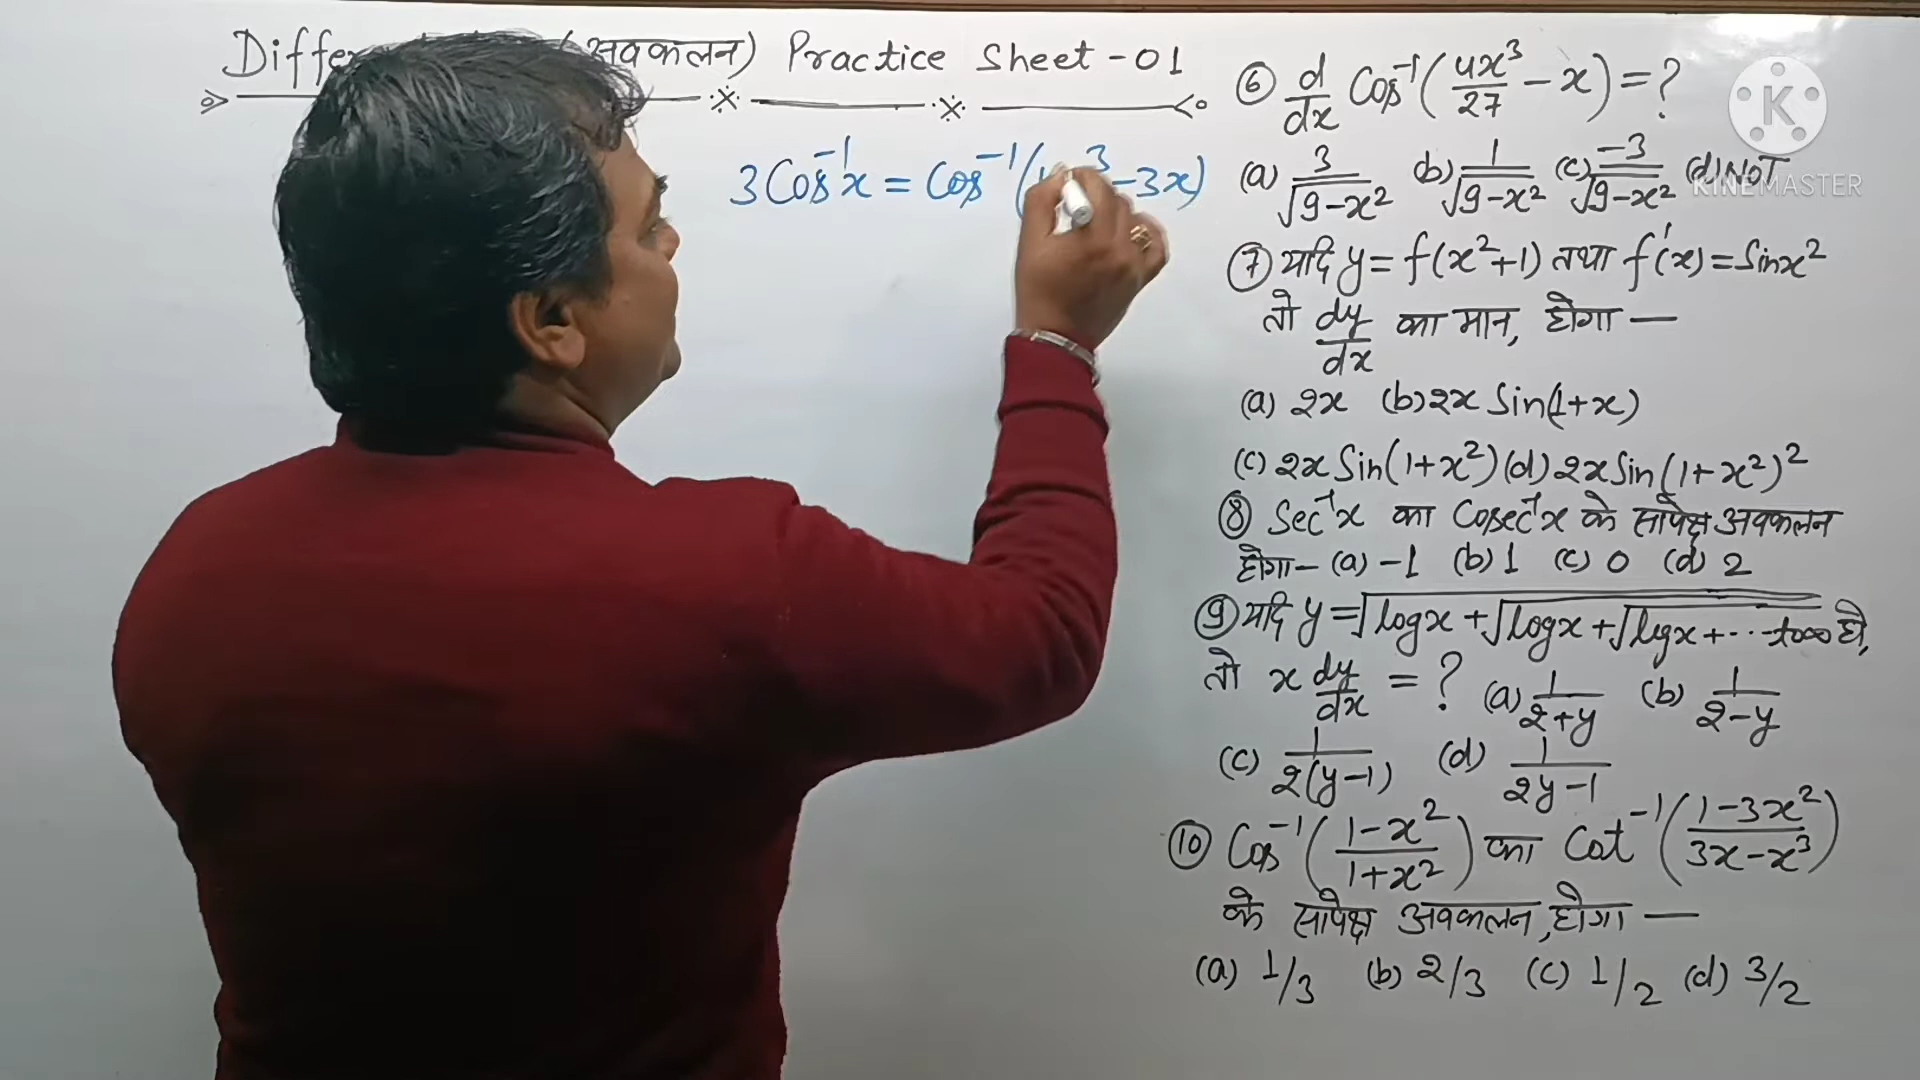 (अवकलन) Practice Sheet - 01
3Cos⁻¹x = Cos⁻¹( ³-3x)
⑥ d/dx Cos⁻¹(4x³/27 - x) = ?
(a) 3/√9-x² (b) 1/√9-x² (c) -3/√9-x² (d) NOT
⑦ यदि y = f(x²+1) तथा f'(x) = Sinx²
तो dy/dx का मान, होगा —
(a) 2x (b) 2x Sin(1+x)
(c) 2x Sin(1+x²) (d) 2x Sin(1+x²)²
⑧ Sec⁻¹x का Cosec⁻¹x के सापेक्ष अवकलन
होगा - (a) -1 (b) 1 (c) 0 (d) 2
⑨ यदि y = √logx + √logx + √logx + ... to∞ हो,
तो x dy/dx = ? (a) 1/2+y (b) 1/2-y
(c) 1/2(y-1) (d) 1/2y-1
⑩ Cos⁻¹(1-x²/1+x²) का Cot⁻¹(1-3x²/3x-x³)
के सापेक्ष अवकलन, होगा —
(a) 1/3 (b) 2/3 (c) 1/2 (d) 3/2
K
KINEMASTER